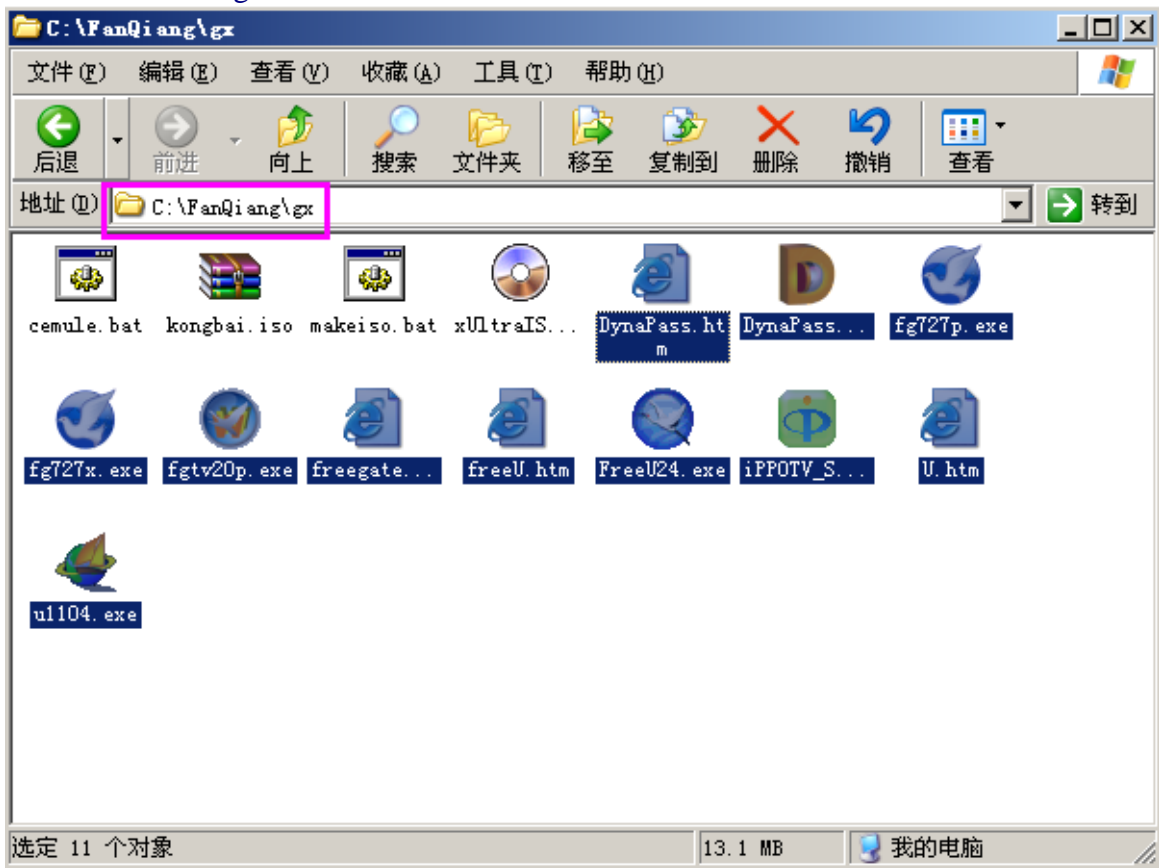 C:\FanQiang\gx
文件(F) 编辑(E) 查看(V) 收藏(A) 工具(T) 帮助(H)
后退 前进 向上 搜索 文件夹 移至 复制到 删除 撤销 查看
地址(D) C:\FanQiang\gx 转到
cemule.bat kongbai.iso makeiso.bat xUltraIS... DynaPass.ht DynaPass... fg727p.exe
m
fg727x.exe fgtv20p.exe freegate... freeU.htm FreeU24.exe iPPOTV_S... U.htm
u1104.exe
选定 11 个对象 13.1 MB 我的电脑